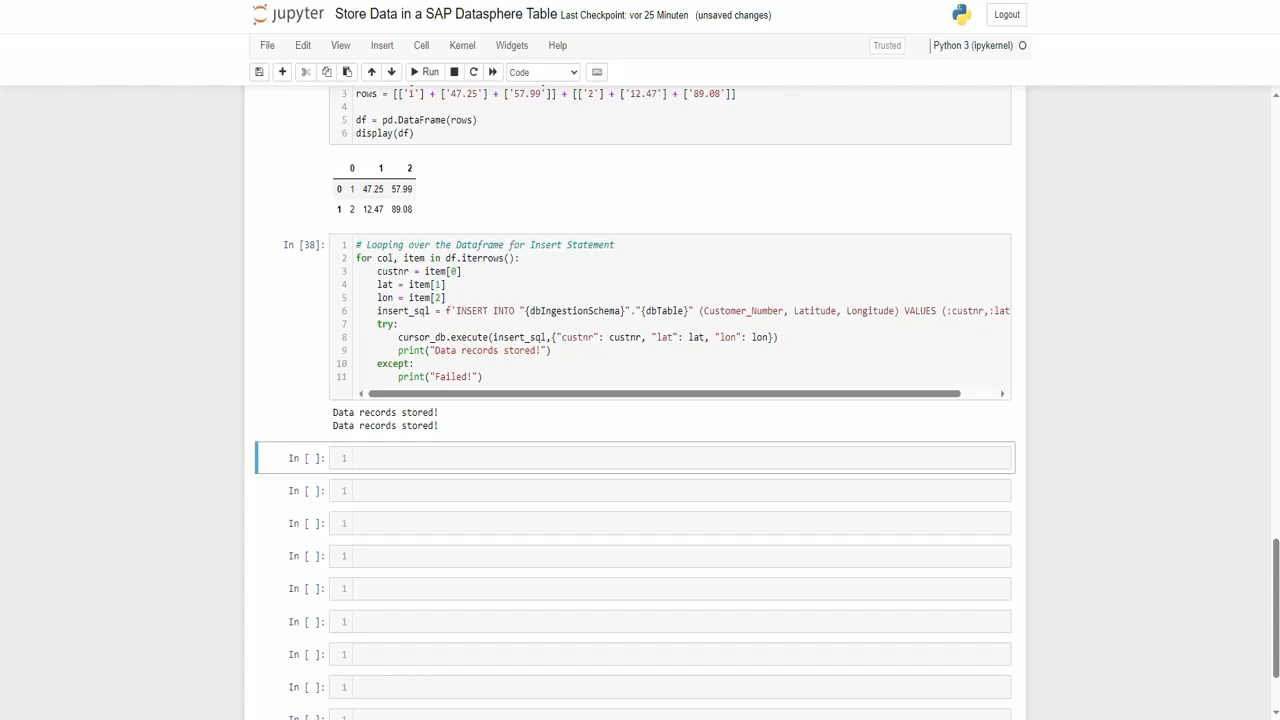 jupyter Store Data in a SAP Datasphere Table Last Checkpoint: vor 25 Minuten (unsaved changes) Logout
File Edit View Insert Cell Kernel Widgets Help Trusted Python 3 (ipykernel)
Run Code
3 rows = [['1'] + ['47.25'] + ['57.99']] + [['2'] + ['12.47'] + ['89.08']]
4
5 df = pd.DataFrame(rows)
6 display(df)
0 1 2
0 1 47.25 57.99
1 2 12.47 89.08
In [38]: 1 # Looping over the Dataframe for Insert Statement
2 for col, item in df.iterrows():
3 custnr = item[0]
4 lat = item[1]
5 lon = item[2]
6 insert_sql = f'INSERT INTO "{dbIngestionSchema}"."{dbTable}" (Customer_Number, Latitude, Longitude) VALUES (:custnr,:lat
7 try:
8 cursor_db.execute(insert_sql,{"custnr": custnr, "lat": lat, "lon": lon})
9 print("Data records stored!")
10 except:
11 print("Failed!")
Data records stored!
Data records stored!
In [ ]: 1
In [ ]: 1
In [ ]: 1
In [ ]: 1
In [ ]: 1
In [ ]: 1
In [ ]: 1
In [ ]: 1
In [ ]: 1